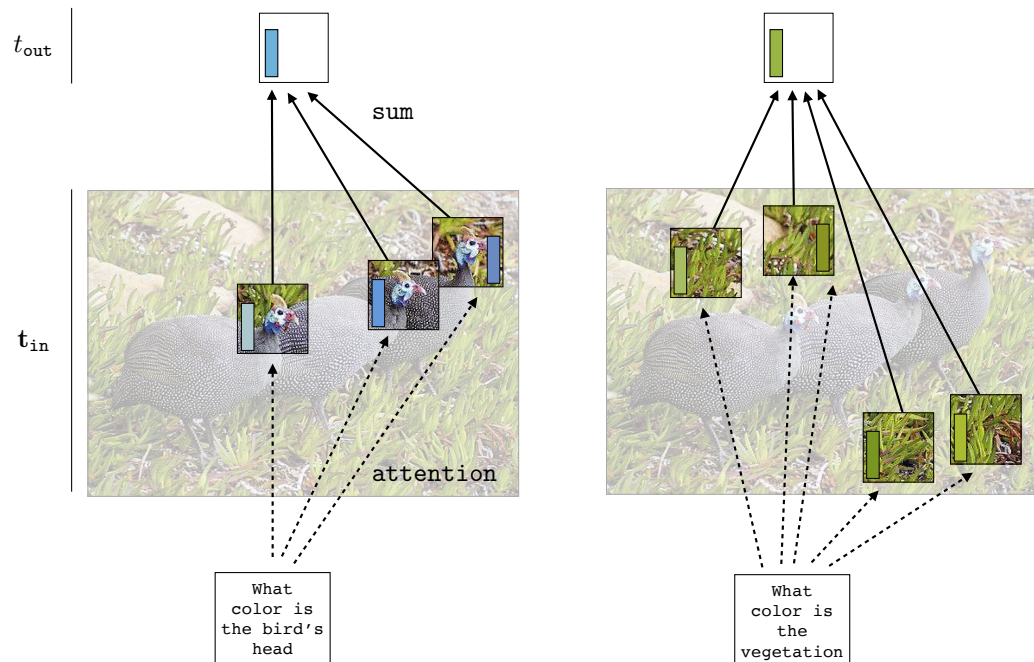 t_out
sum
t_in
attention
What
color is
the bird's
head
What
color is
the
vegetation